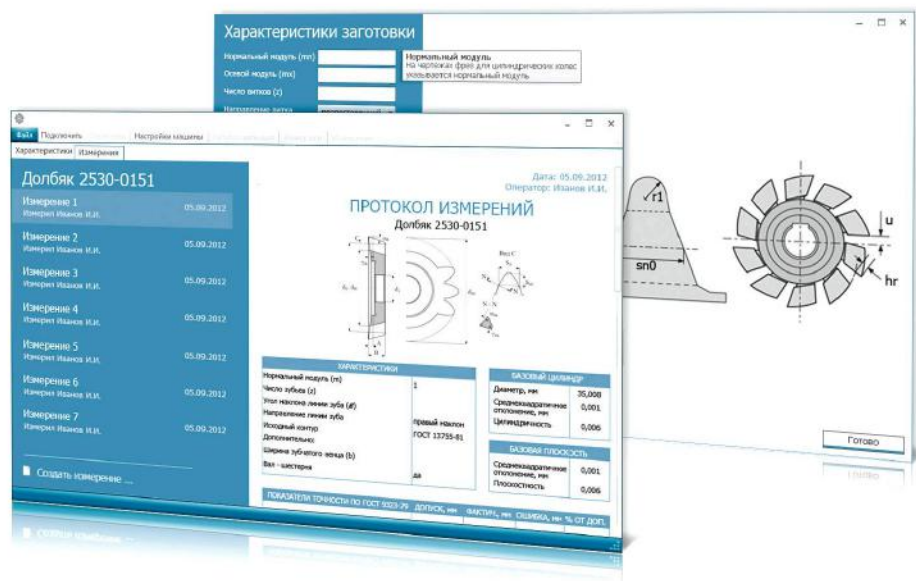 Характеристики заготовки
Нормальный модуль (mn)
Осевой модуль (mx)
Число витков (z)
Направление витка
Нормальный модуль
На чертежах фрез для цилиндрических колес
указывается нормальный модуль
r1
sn0
u
hr
Готово
Файл Подключить Настройки машины
Характеристики Измерения
Долбяк 2530-0151
Измерение 1
Измерил Иванов И.И. 05.09.2012
Измерение 2
Измерил Иванов И.И. 05.09.2012
Измерение 3
Измерил Иванов И.И. 05.09.2012
Измерение 4
Измерил Иванов И.И. 05.09.2012
Измерение 5
Измерил Иванов И.И. 05.09.2012
Измерение 6
Измерил Иванов И.И. 05.09.2012
Измерение 7
Измерил Иванов И.И. 05.09.2012
Создать измерение ...
Дата: 05.09.2012
Оператор: Иванов И.И.
ПРОТОКОЛ ИЗМЕРЕНИЙ
Долбяк 2530-0151
Вид С
ХАРАКТЕРИСТИКИ
Нормальный модуль (m) 1
Число зубьев (z)
Угол наклона линии зуба (β)
Направление линии зуба правый наклон
Исходный контур ГОСТ 13755-81
Дополнительно:
Ширина зубчатого венца (b)
Вал - шестерня да
БАЗОВЫЙ ЦИЛИНДР
Диаметр, мм 35,008
Среднеквадратичное
отклонение, мм 0,001
Цилиндричность 0,006
БАЗОВАЯ ПЛОСКОСТЬ
Среднеквадратичное
отклонение, мм 0,001
Плоскостность 0,006
ПОКАЗАТЕЛИ ТОЧНОСТИ ПО ГОСТ 9323-79 ДОПУСК, мм ФАКТИЧ., мм ОШИБКА, мм % ОТ ДОП.